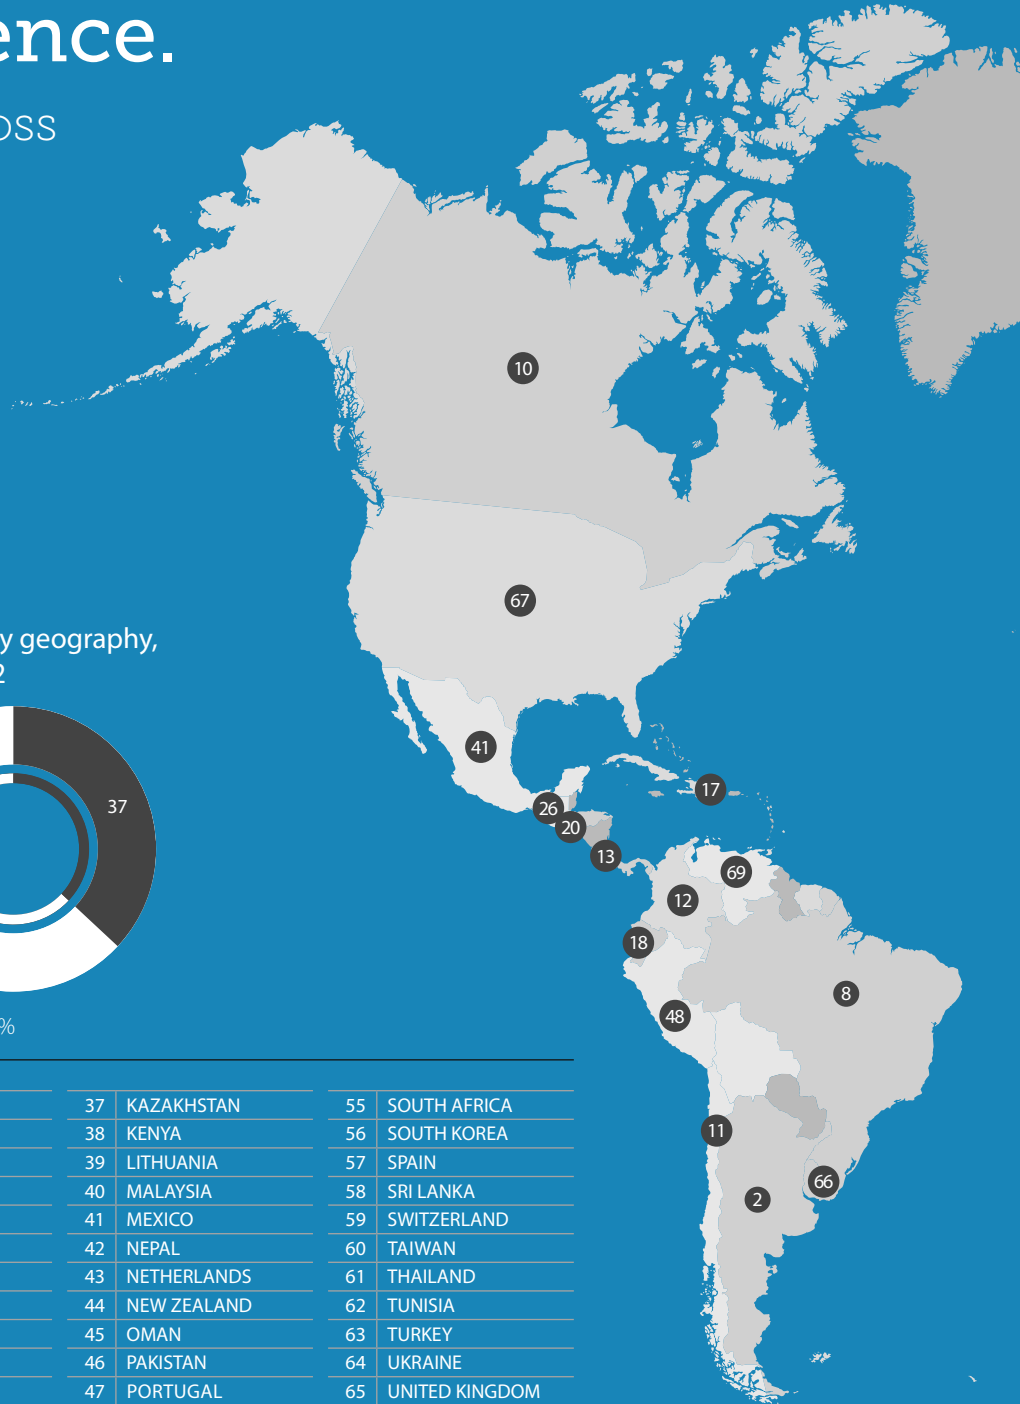 ence.
oss
10
67
y geography,
2
37
%
41
17
26
20
13
69
12
18
8
48
11
66
2
37 KAZAKHSTAN
38 KENYA
39 LITHUANIA
40 MALAYSIA
41 MEXICO
42 NEPAL
43 NETHERLANDS
44 NEW ZEALAND
45 OMAN
46 PAKISTAN
47 PORTUGAL
55 SOUTH AFRICA
56 SOUTH KOREA
57 SPAIN
58 SRI LANKA
59 SWITZERLAND
60 TAIWAN
61 THAILAND
62 TUNISIA
63 TURKEY
64 UKRAINE
65 UNITED KINGDOM